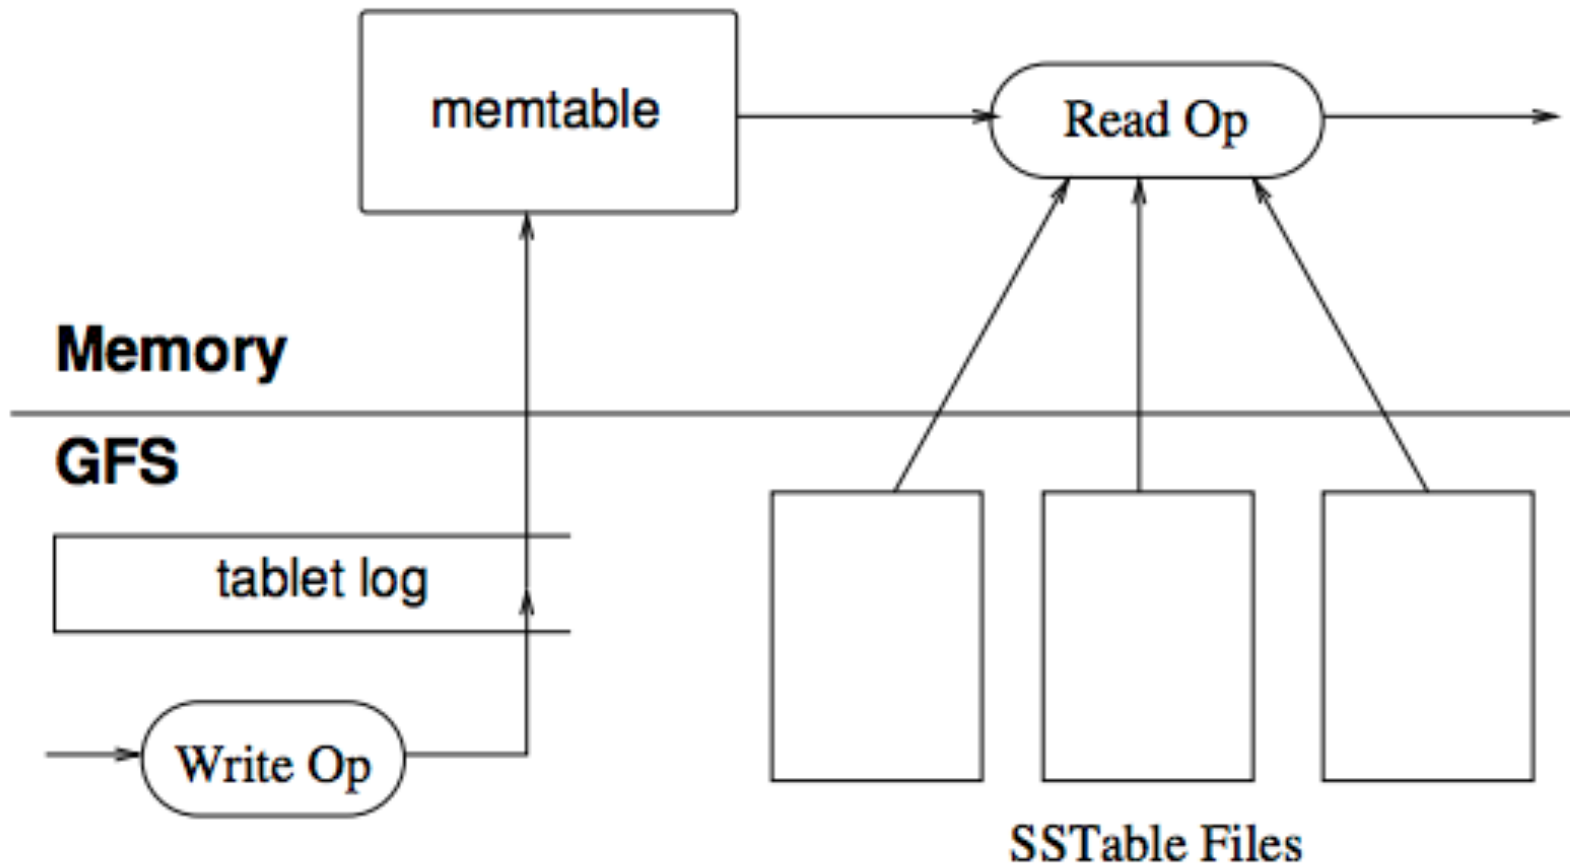 memtable
Read Op
Memory
GFS
tablet log
Write Op
SSTable Files